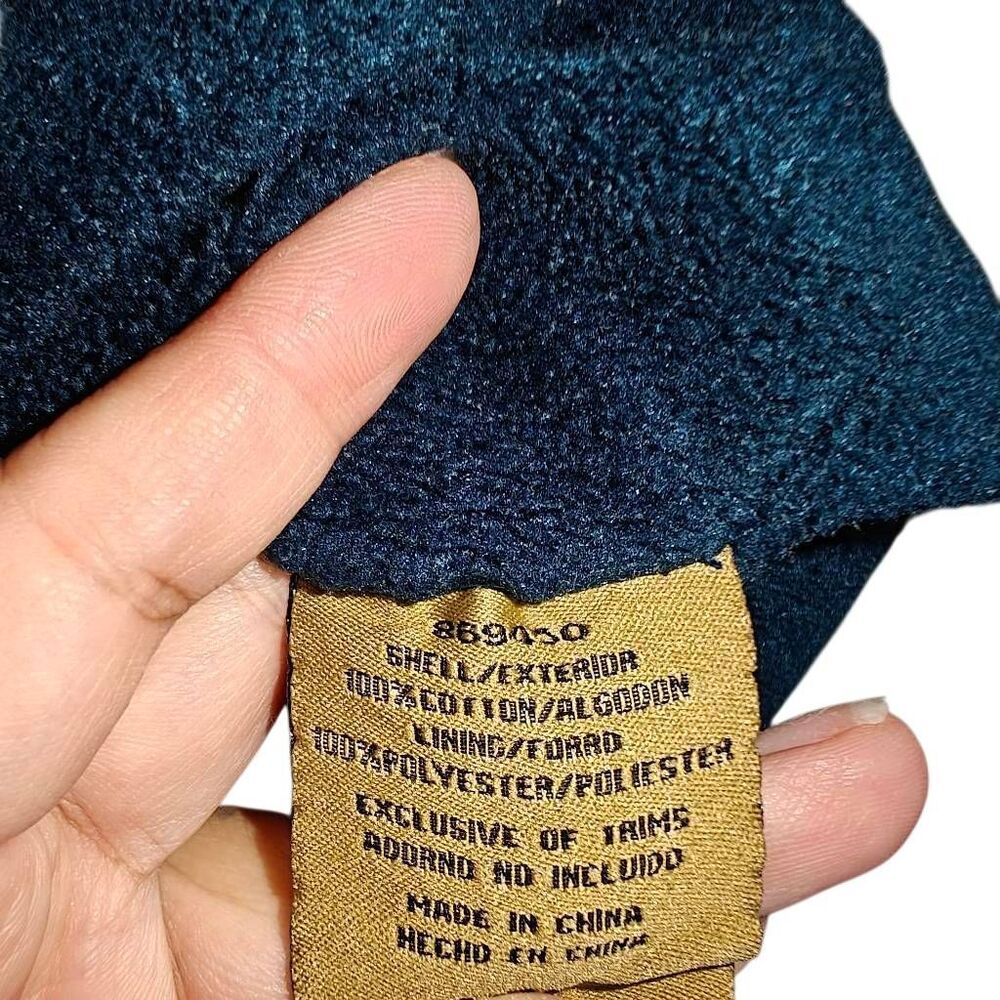 869430
SHELL/EXTERIOR
100%COTTON/ALGODON
LINING/FORRO
100%POLYESTER/POLIESTER
EXCLUSIVE OF TRIMS
ADORNO NO INCLUIDO
MADE IN CHINA
HECHO EN CHINA